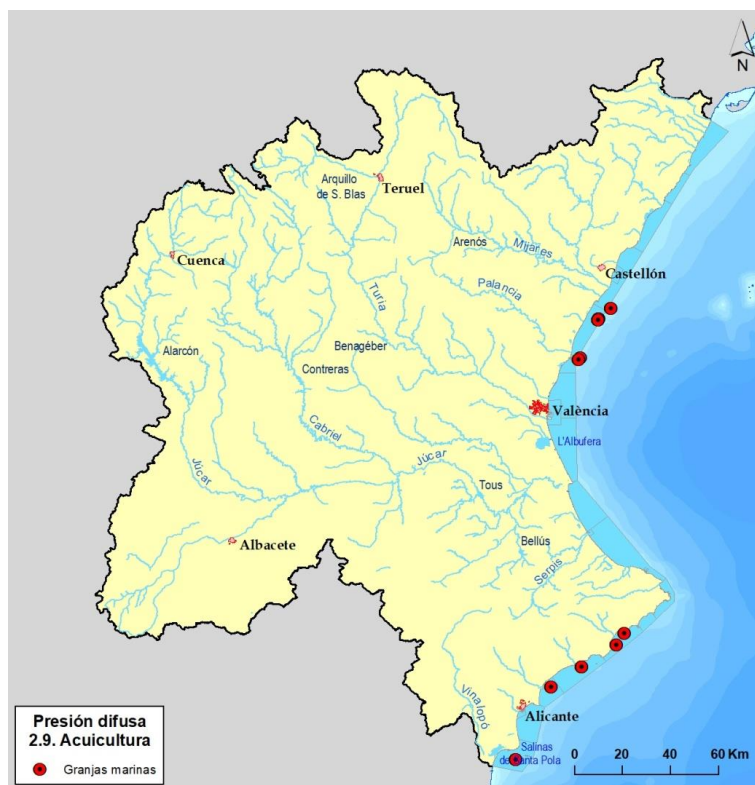 N
Arquillo
de S. Blas
Teruel
Arenós
Mijares
Cuenca
Castellón
Palancia
Turia
Alarcón
Benagéber
Contreras
València
Cabriel
L'Albufera
Júcar
Júcar
Tous
Albacete
Bellús
Serpis
Vinalopó
Alicante
Presión difusa
2.9. Acuicultura
Granjas marinas
Salinas
de Santa Pola
0 10 20 40 60 Km